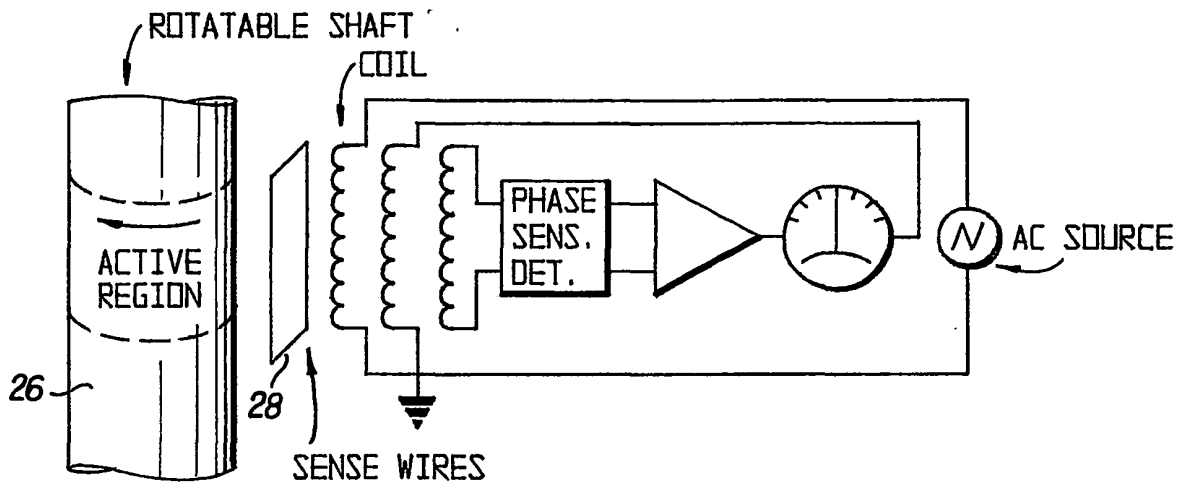 ROTATABLE SHAFT
COIL
PHASE
SENS.
DET.
AC SOURCE
ACTIVE
REGION
26
28
SENSE WIRES